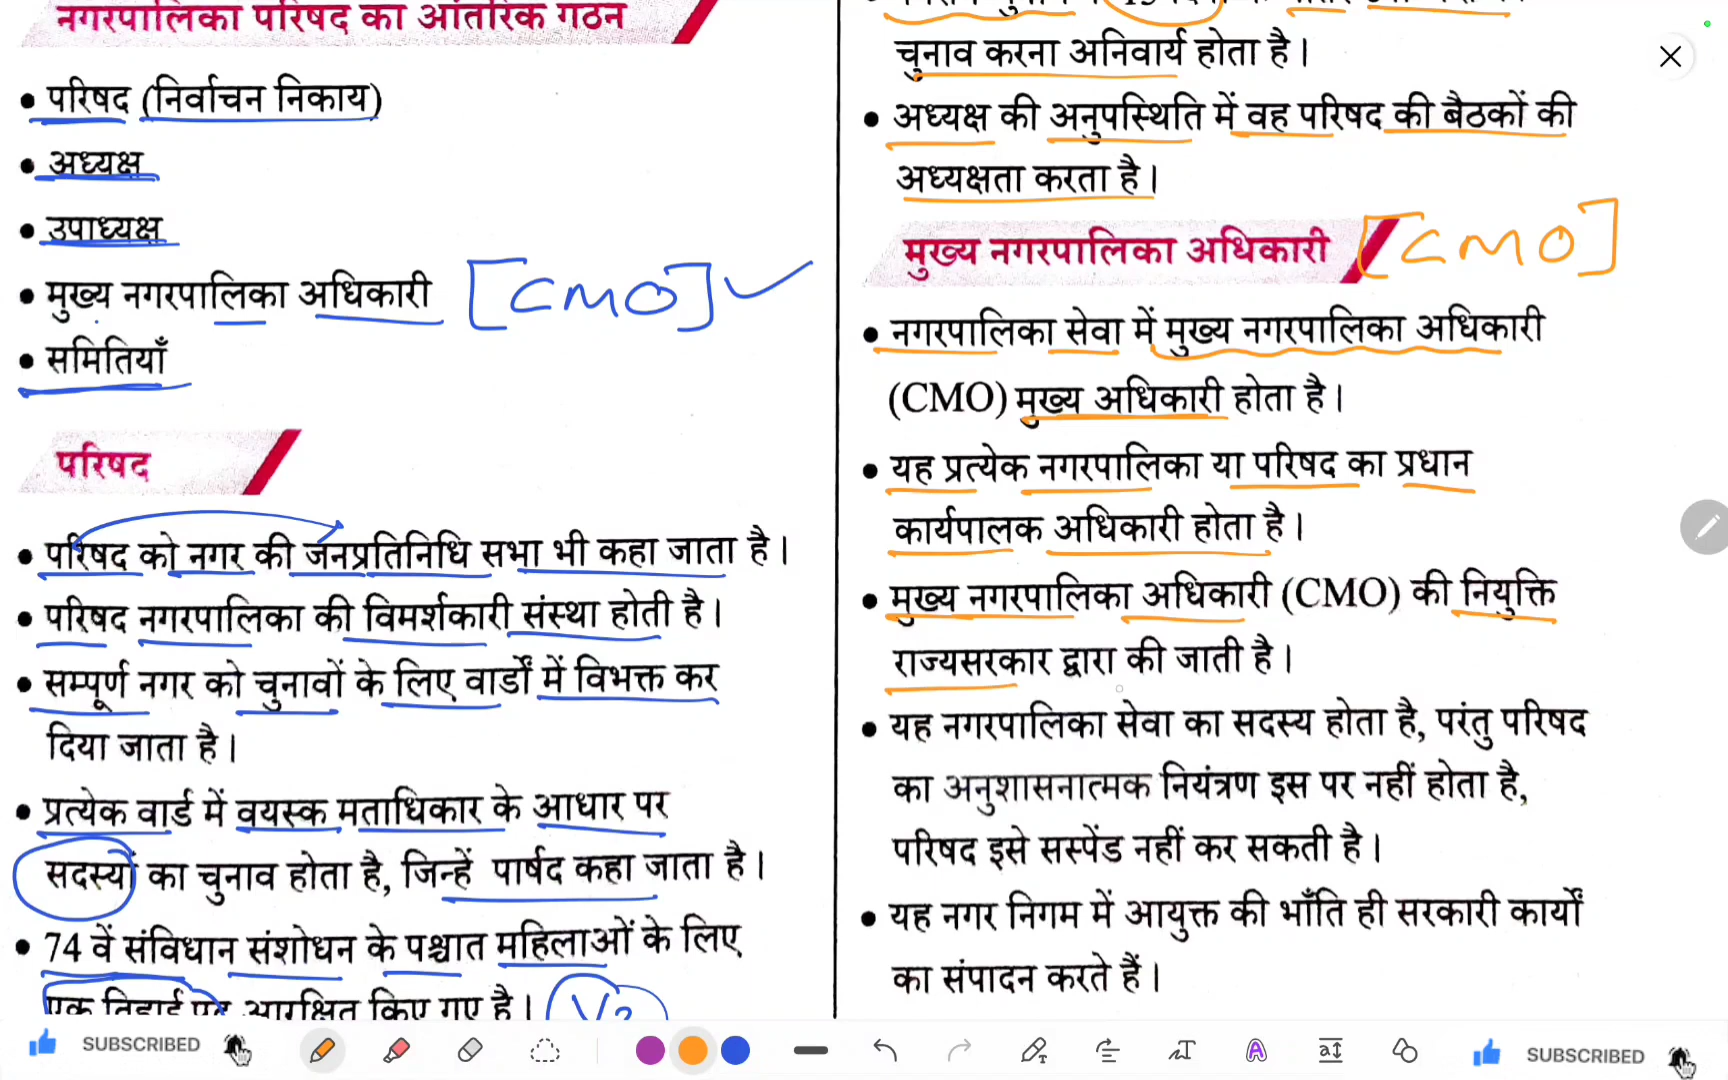 नगरपालिका परिषद का आंतरिक गठन
• परिषद (निर्वाचन निकाय)
• अध्यक्ष
• उपाध्यक्ष
• मुख्य नगरपालिका अधिकारी [CMO]
• समितियाँ
परिषद
• परिषद को नगर की जनप्रतिनिधि सभा भी कहा जाता है।
• परिषद नगरपालिका की विमर्शकारी संस्था होती है।
• सम्पूर्ण नगर को चुनावों के लिए वार्डों में विभक्त कर
दिया जाता है।
• प्रत्येक वार्ड में वयस्क मताधिकार के आधार पर
सदस्यों का चुनाव होता है, जिन्हें पार्षद कहा जाता है।
• 74 वें संविधान संशोधन के पश्चात महिलाओं के लिए
एक तिहाई पद आरक्षित किए गए है।
चुनाव करना अनिवार्य होता है।
• अध्यक्ष की अनुपस्थिति में वह परिषद की बैठकों की
अध्यक्षता करता है।
मुख्य नगरपालिका अधिकारी [CMO]
• नगरपालिका सेवा में मुख्य नगरपालिका अधिकारी
(CMO) मुख्य अधिकारी होता है।
• यह प्रत्येक नगरपालिका या परिषद का प्रधान
कार्यपालक अधिकारी होता है।
• मुख्य नगरपालिका अधिकारी (CMO) की नियुक्ति
राज्यसरकार द्वारा की जाती है।
• यह नगरपालिका सेवा का सदस्य होता है, परंतु परिषद
का अनुशासनात्मक नियंत्रण इस पर नहीं होता है,
परिषद इसे सस्पेंड नहीं कर सकती है।
• यह नगर निगम में आयुक्त की भाँति ही सरकारी कार्यों
का संपादन करते हैं।
SUBSCRIBED
SUBSCRIBED